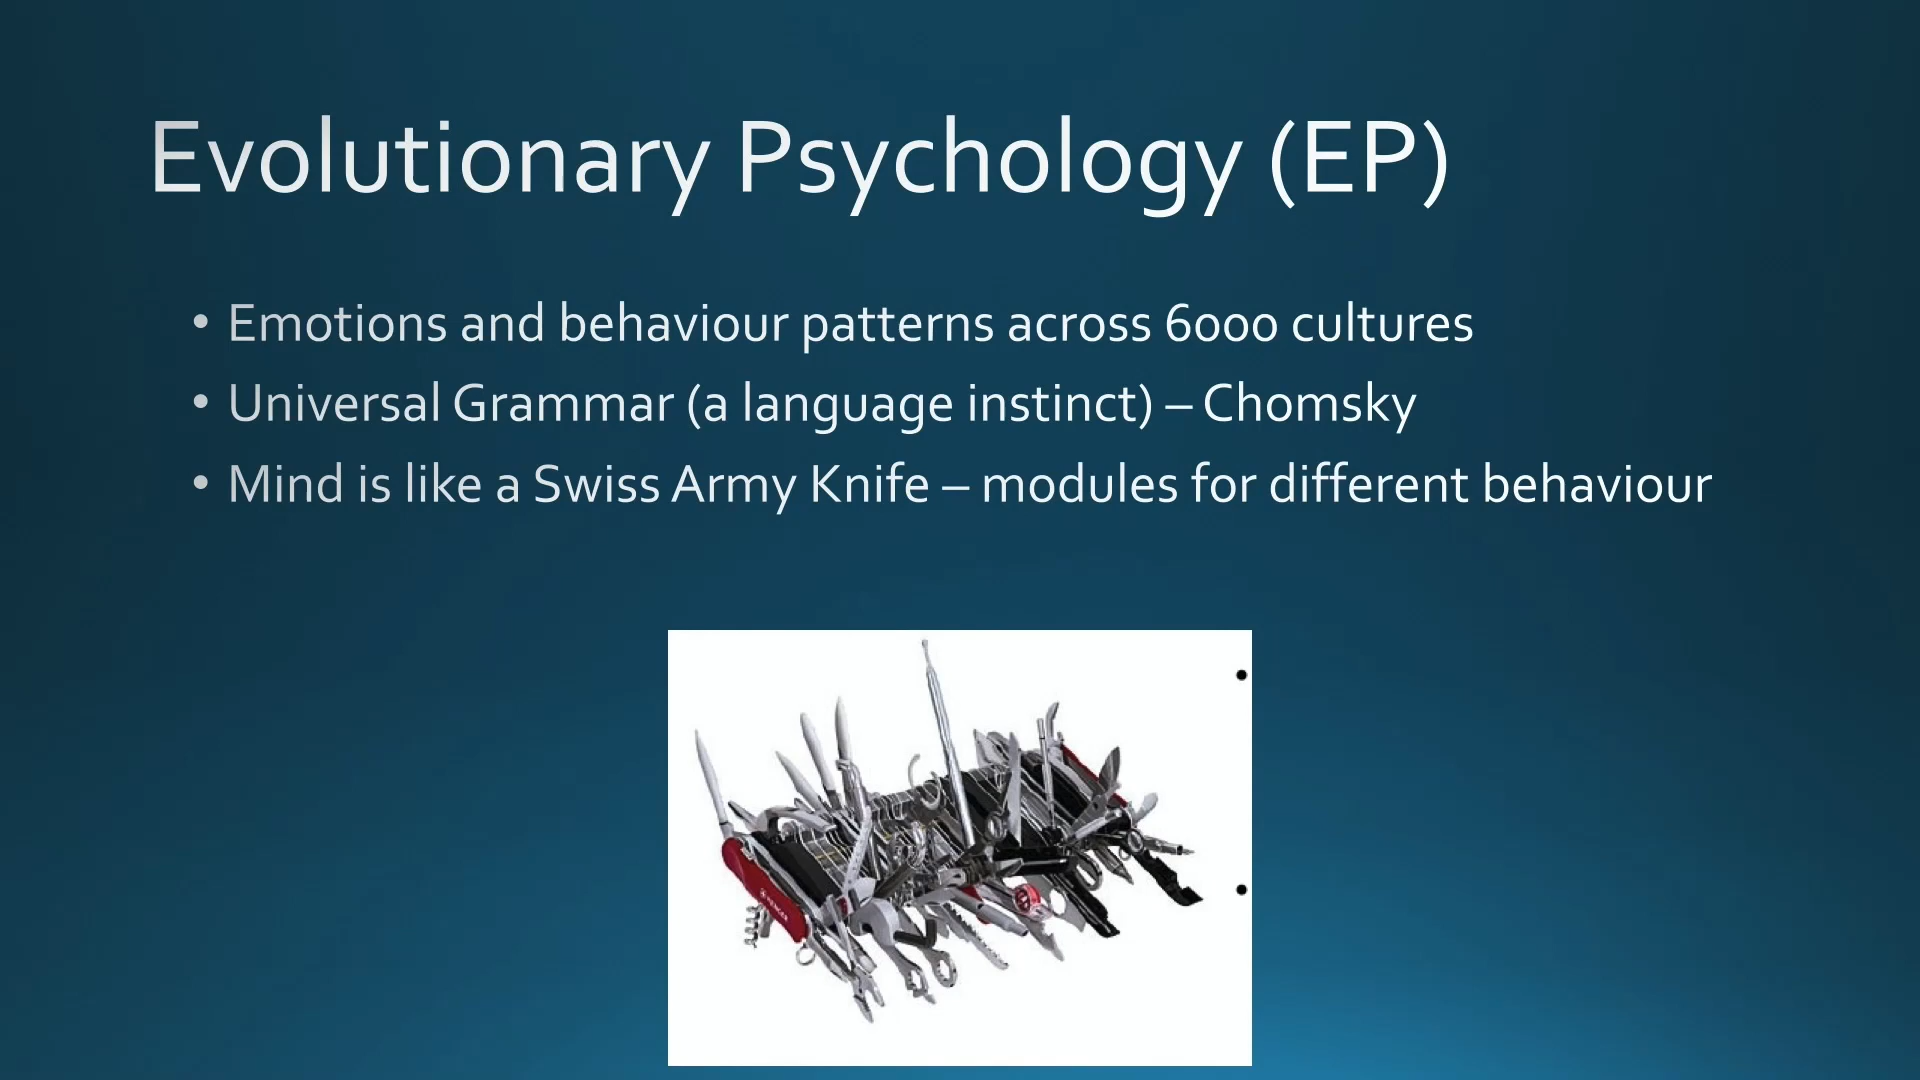 Evolutionary Psychology (EP)
• Emotions and behaviour patterns across 6000 cultures
• Universal Grammar (a language instinct) – Chomsky
• Mind is like a Swiss Army Knife – modules for different behaviour
WENGER